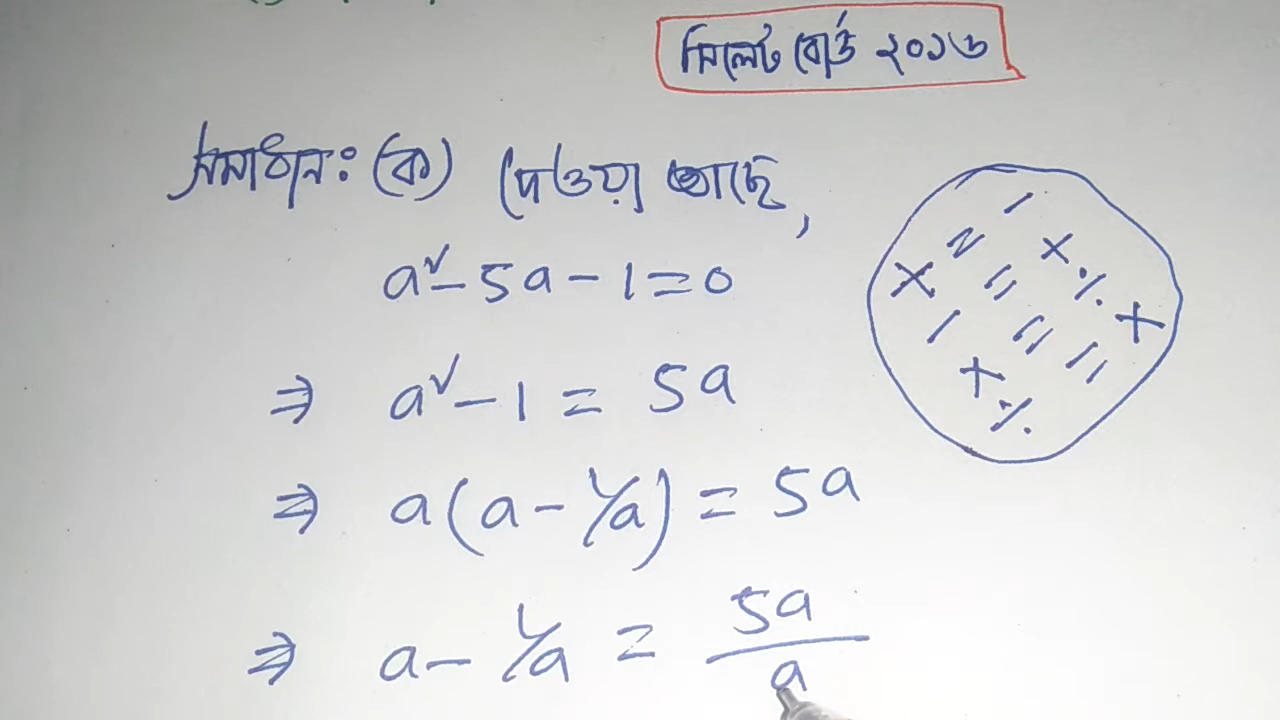 সিলেট বোর্ড ২০১৬
সমাধান: (ক) দেওয়া আছে,
a² - 5a - 1 = 0
⇒ a² - 1 = 5a
⇒ a(a - 1/a) = 5a
⇒ a - 1/a = 5a/a